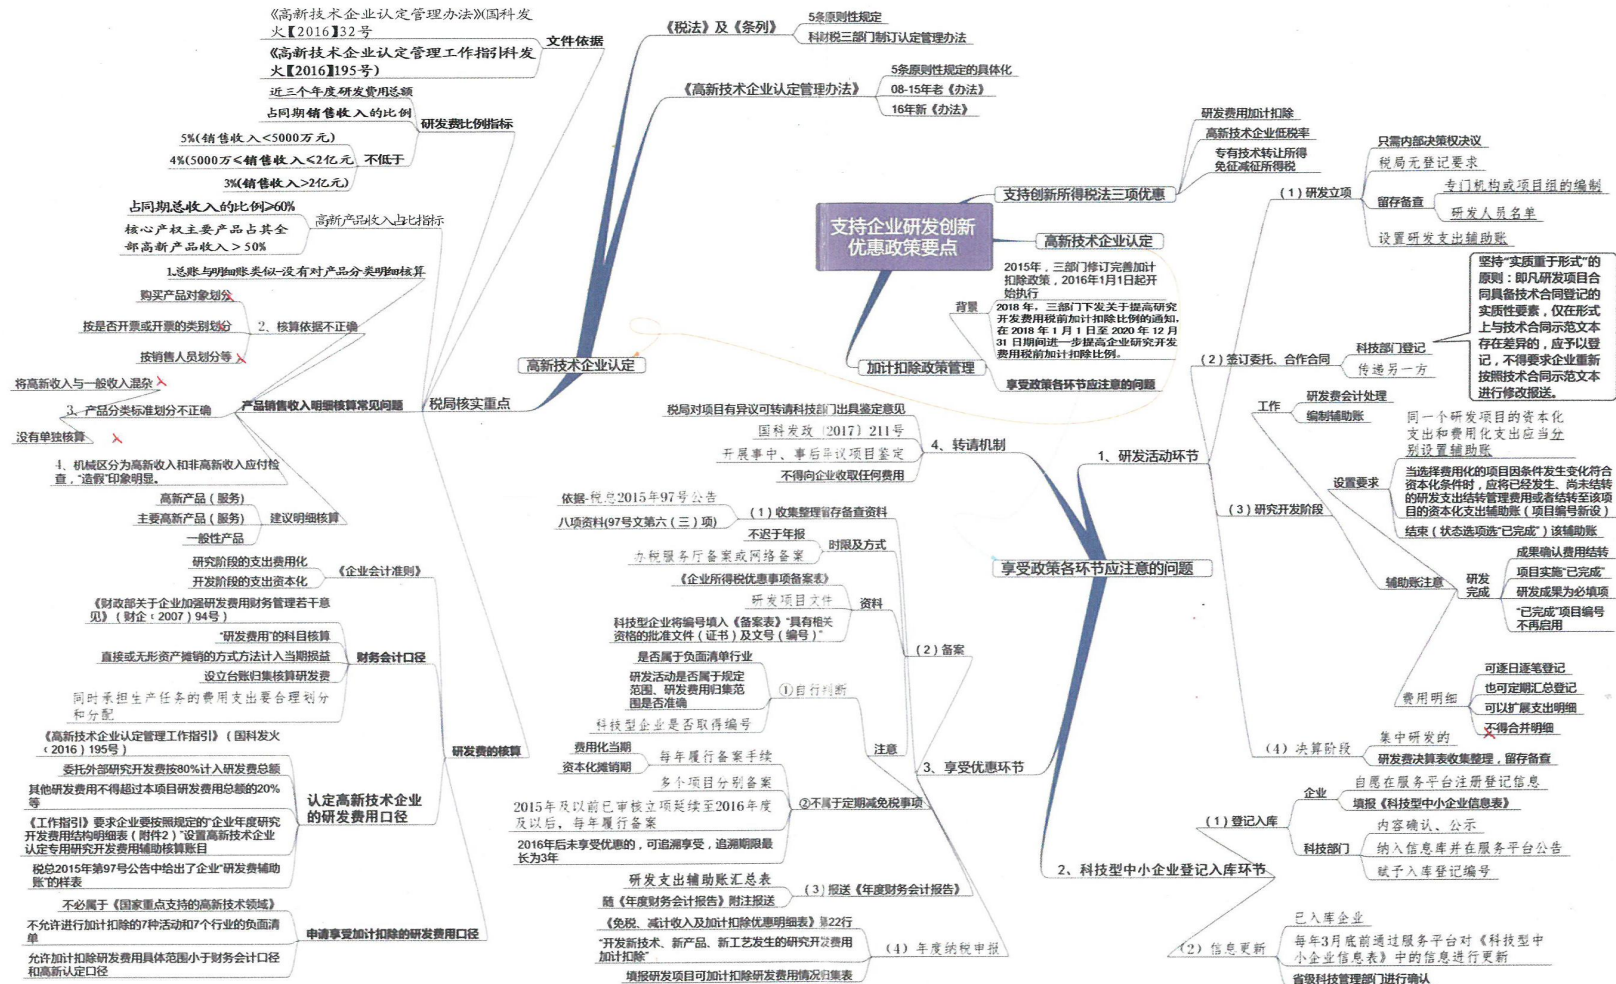 支持企业研发创新
优惠政策要点
支持创新所得税法三项优惠
研发费用加计扣除
高新技术企业低税率
专有技术转让所得
免征减征所得税
高新技术企业认定
加计扣除政策管理
背景
2015年，三部门修订完善加计
扣除政策，2016年1月1日起开
始执行
2018 年，三部门下发关于提高研究
开发费用税前加计扣除比例的通知，
在 2018 年 1 月 1 日至 2020 年 12 月
31 日期间进一步提高企业研究开发
费用税前加计扣除比例。
享受政策各环节应注意的问题
高新技术企业认定
《税法》及《条列》
5条原则性规定
科财税三部门制订认定管理办法
《高新技术企业认定管理办法》
5条原则性规定的具体化
08-15年老《办法》
16年新《办法》
税局核实重点
文件依据
《高新技术企业认定管理办法》(国科发
火【2016】32号
《高新技术企业认定管理工作指引科发
火【2016】195号)
研发费比例指标
近三个年度研发费用总额
占同期销售收入的比例
不低于
5%(销售收入<5000万元)
4%(5000万<销售收入<2亿元
3%(销售收入>2亿元)
高新产品收入占比指标
占同期总收入的比例≥60%
核心产权主要产品占其全
部高新产品收入＞50%
产品销售收入明细核算常见问题
1.总账与明细账类似-没有对产品分类明细核算
2、核算依据不正确
购买产品对象划分
按是否开票或开票的类别划分
按销售人员划分等
3、产品分类标准划分不正确
将高新收入与一般收入混杂
没有单独核算
4、机械区分为高新收入和非高新收入应付检
查，“造假”印象明显。
建议明细核算
高新产品（服务）
主要高新产品（服务）
一般性产品
研发费的核算
财务会计口径
《企业会计准则》
研究阶段的支出费用化
开发阶段的支出资本化
《财政部关于企业加强研发费用财务管理若干意
见》（财企﹝2007﹞94号）
“研发费用”的科目核算
直接或无形资产摊销的方式方法计入当期损益
设立台账归集核算研发费
同时承担生产任务的费用支出要合理划分
和分配
认定高新技术企业
的研发费用口径
《高新技术企业认定管理工作指引》（国科发火
﹝2016﹞195号）
委托外部研究开发费按80%计入研发费总额
其他研发费用不得超过本项目研发费用总额的20%
等
《工作指引》要求企业要按照规定的“企业年度研究
开发费用结构明细表（附件2）”设置高新技术企业
认定专用研究开发费用辅助核算账目
税总2015年第97号公告中给出了企业“研发费辅助
账”的样表
申请享受加计扣除的研发费用口径
不必属于《国家重点支持的高新技术领域》
不允许进行加计扣除的7种活动和7个行业的负面清
单
允许加计扣除研发费用具体范围小于财务会计口径
和高新认定口径
享受政策各环节应注意的问题
1、研发活动环节
（1）研发立项
只需内部决策权决议
税局无登记要求
留存备查
专门机构或项目组的编制
研发人员名单
设置研发支出辅助账
（2）签订委托、合作合同
科技部门登记
传递另一方
坚持“实质重于形式”的
原则：即凡研发项目合
同具备技术合同登记的
实质性要素，仅在形式
上与技术合同示范文本
存在差异的，应予以登
记，不得要求企业重新
按照技术合同示范文本
进行修改报送。
（3）研究开发阶段
工作
研发费会计处理
编制辅助账
设置要求
同一个研发项目的资本化
支出和费用化支出应当分
别设置辅助账
当选择费用化的项目因条件发生变化符合
资本化条件时，应将已经发生、尚未结转
的研发支出结转管理费用或者结转至该项
目的资本化支出辅助账（项目编号新设）
结束（状态选项选“已完成”）该辅助账
辅助账注意
研发
完成
成果确认费用结转
项目实施“已完成”
研发成果为必填项
“已完成”项目编号
不再启用
费用明细
可逐日逐笔登记
也可定期汇总登记
可以扩展支出明细
不得合并明细
（4）决算阶段
集中研发的
研发费决算表收集整理，留存备查
2、科技型中小企业登记入库环节
（1）登记入库
企业
自愿在服务平台注册登记信息
填报《科技型中小企业信息表》
科技部门
内容确认、公示
纳入信息库并在服务平台公告
赋予入库登记编号
（2）信息更新
已入库企业
每年3月底前通过服务平台对《科技型中
小企业信息表》中的信息进行更新
省级科技管理部门进行确认
3、享受优惠环节
（1）收集整理留存备查资料
依据-税总2015年97号公告
八项资料(97号文第六（三）项)
（2）备案
时限及方式
不迟于年报
办税服务厅备案或网络备案
资料
《企业所得税优惠事项备案表》
研发项目文件
科技型企业将编号填入《备案表》“具有相关
资格的批准文件（证书）及文号（编号）”
注意
①自行判断
是否属于负面清单行业
研发活动是否属于规定
范围、研发费用归集范
围是否准确
科技型企业是否取得编号
②不属于定期减免税事项
每年履行备案手续
费用化当期
资本化摊销期
多个项目分别备案
2015年及以前已审核立项延续至2016年度
及以后，每年履行备案
2016年后未享受优惠的，可追溯享受，追溯期限最
长为3年
（3）报送《年度财务会计报告》
研发支出辅助账汇总表
随《年度财务会计报告》附注报送
（4）年度纳税申报
《免税、减计收入及加计扣除优惠明细表》第22行
“开发新技术、新产品、新工艺发生的研究开发费用
加计扣除”
填报研发项目可加计扣除研发费用情况归集表
4、转请机制
税局对项目有异议可转请科技部门出具鉴定意见
国科发政〔2017〕211号
开展事中、事后异议项目鉴定
不得向企业收取任何费用